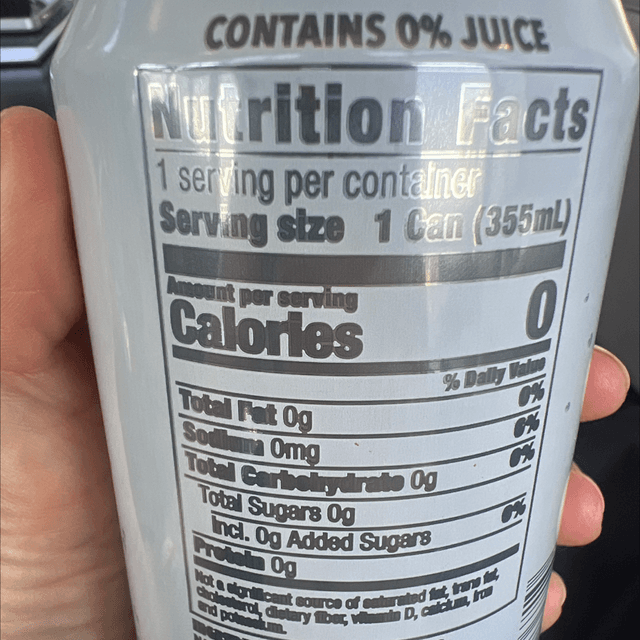 CONTAINS 0% JUICE
Nutrition Facts
1 serving per container
Serving size 1 Can (355mL)
Amount per serving
Calories 0
% Daily Value
Total Fat 0g 0%
Sodium 0mg 0%
Total Carbohydrate 0g 0%
Total Sugars 0g
Incl. 0g Added Sugars 0%
Protein 0g
Not a significant source of saturated fat, trans fat,
cholesterol, dietary fiber, vitamin D, calcium, iron
and potassium.